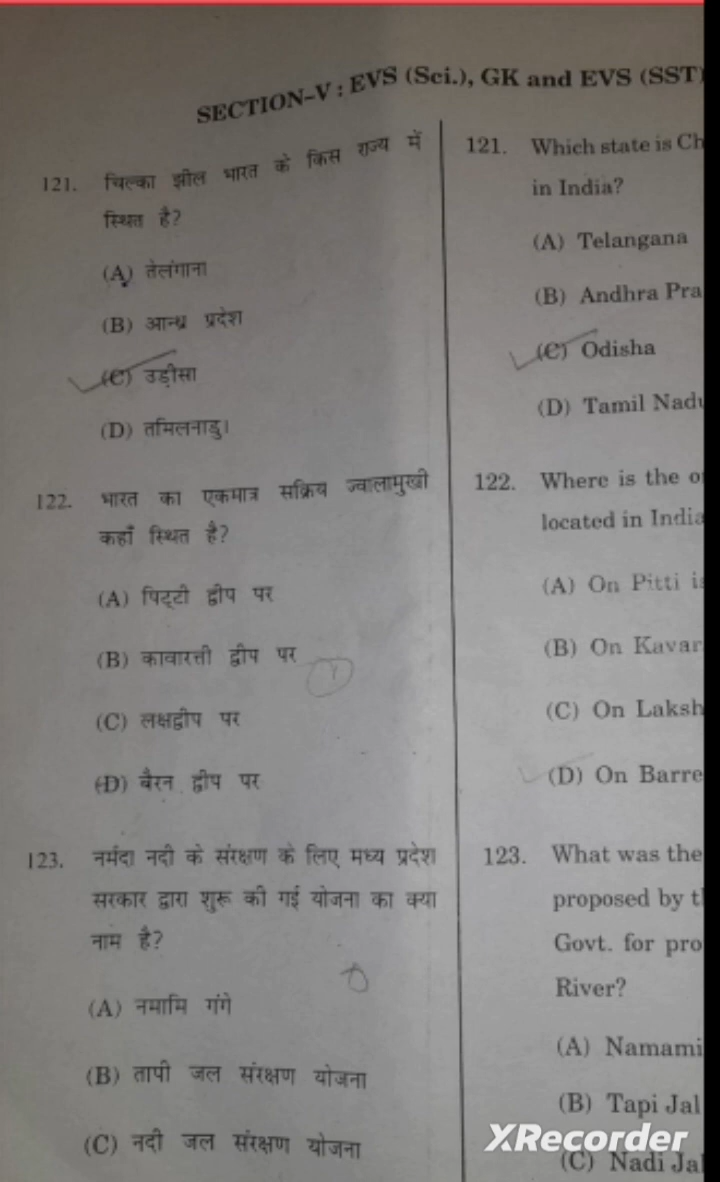 SECTION-V : EVS (Sci.), GK and EVS (SST)
121. चिल्का झील भारत के किस राज्य में
स्थित है?
(A) तेलंगाना
(B) आन्ध्र प्रदेश
(C) उड़ीसा
(D) तमिलनाडु।
122. भारत का एकमात्र सक्रिय ज्वालामुखी
कहाँ स्थित है?
(A) पिट्टी द्वीप पर
(B) कावारत्ती द्वीप पर
(C) लक्षद्वीप पर
(D) बैरन द्वीप पर
123. नर्मदा नदी के संरक्षण के लिए मध्य प्रदेश
सरकार द्वारा शुरू की गई योजना का क्या
नाम है?
(A) नमामि गंगे
(B) तापी जल संरक्षण योजना
(C) नदी जल संरक्षण योजना
121. Which state is Ch
in India?
(A) Telangana
(B) Andhra Pra
(C) Odisha
(D) Tamil Nadu
122. Where is the o
located in India
(A) On Pitti is
(B) On Kavar
(C) On Laksh
(D) On Barre
123. What was the
proposed by t
Govt. for pro
River?
(A) Namami
(B) Tapi Jal
(C) Nadi Jal
XRecorder